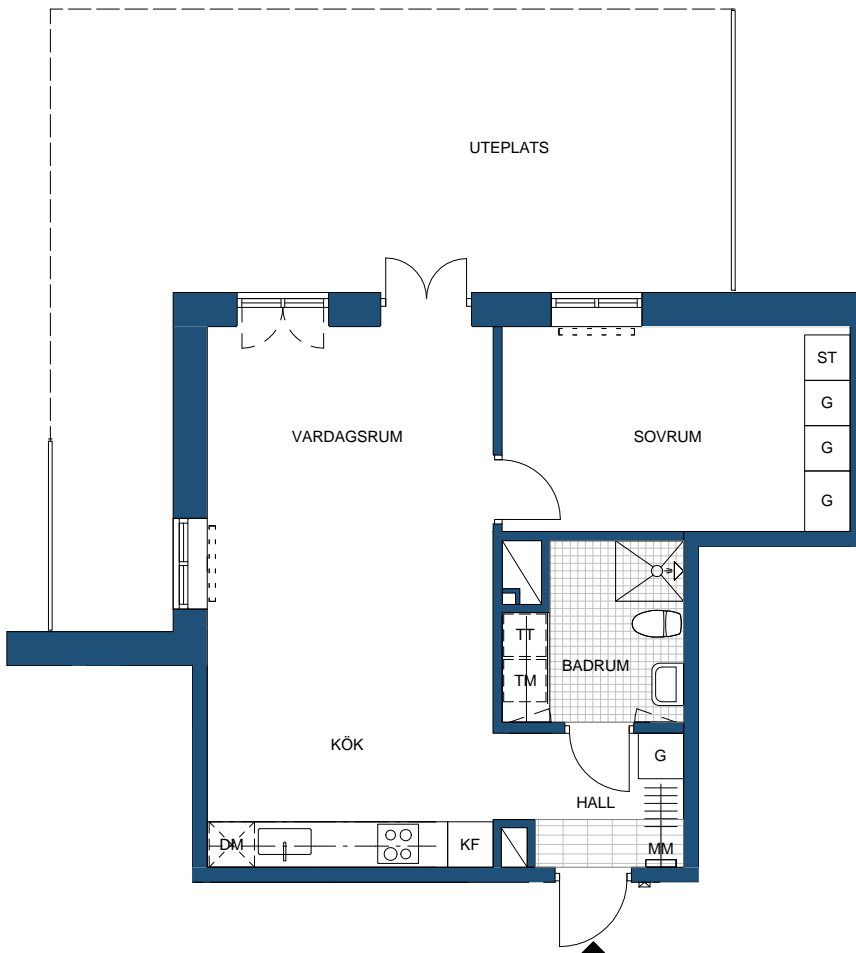 UTEPLATS
ST
G
VARDAGSRUM
SOVRUM
G
G
TT
BADRUM
TM
KÖK
G
HALL
DM
KF
MM